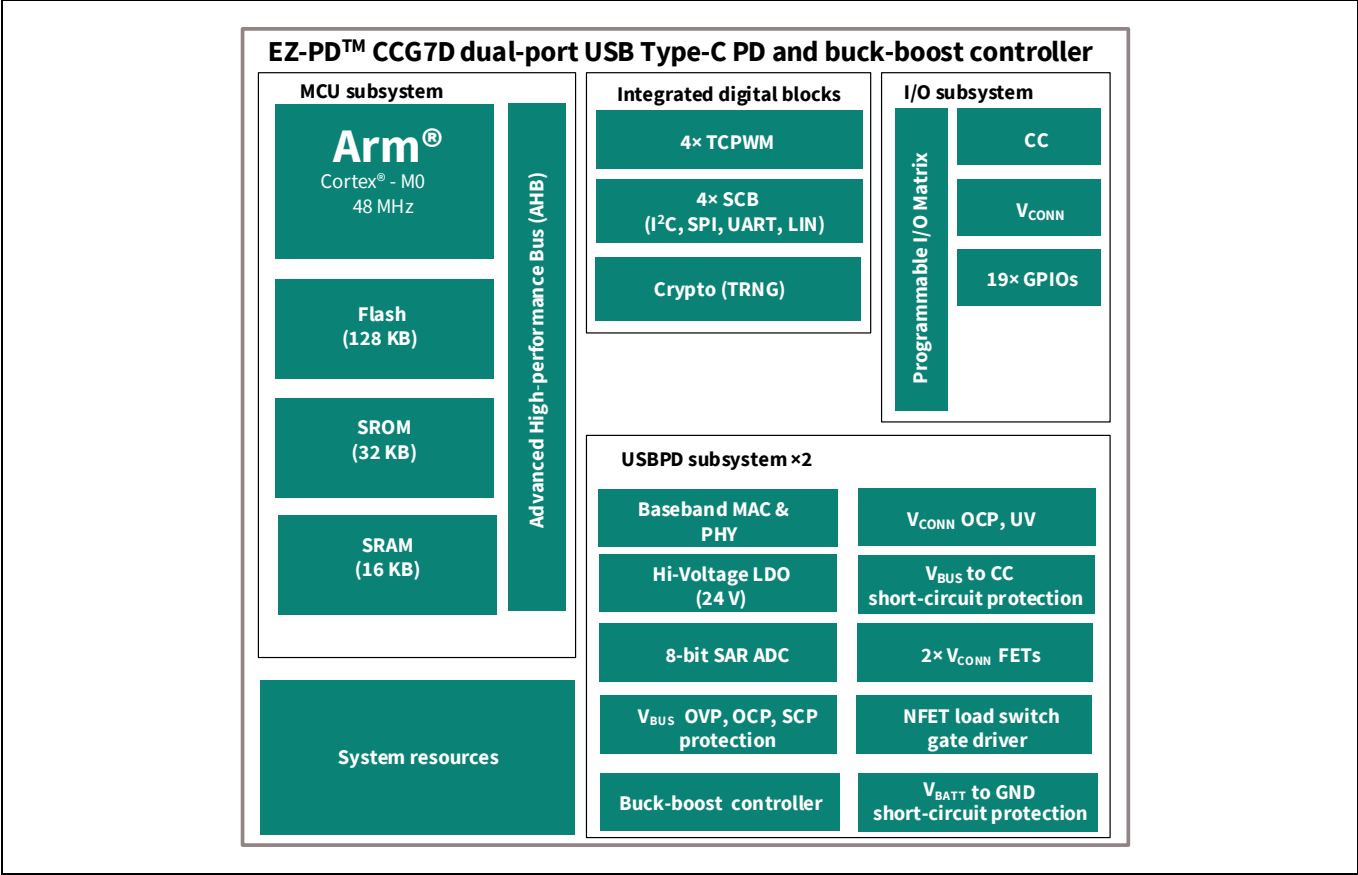 EZ-PD™ CCG7D dual-port USB Type-C PD and buck-boost controller
MCU subsystem
Arm®
Cortex® - M0
48 MHz
Flash
(128 KB)
SROM
(32 KB)
SRAM
(16 KB)
Advanced High-performance Bus (AHB)
System resources
Integrated digital blocks
4× TCPWM
4× SCB
(I²C, SPI, UART, LIN)
Crypto (TRNG)
I/O subsystem
Programmable I/O Matrix
CC
VCONN
19× GPIOs
USBPD subsystem ×2
Baseband MAC &
PHY
Hi-Voltage LDO
(24 V)
8-bit SAR ADC
VBUS OVP, OCP, SCP
protection
Buck-boost controller
VCONN OCP, UV
VBUS to CC
short-circuit protection
2× VCONN FETs
NFET load switch
gate driver
VBATT to GND
short-circuit protection